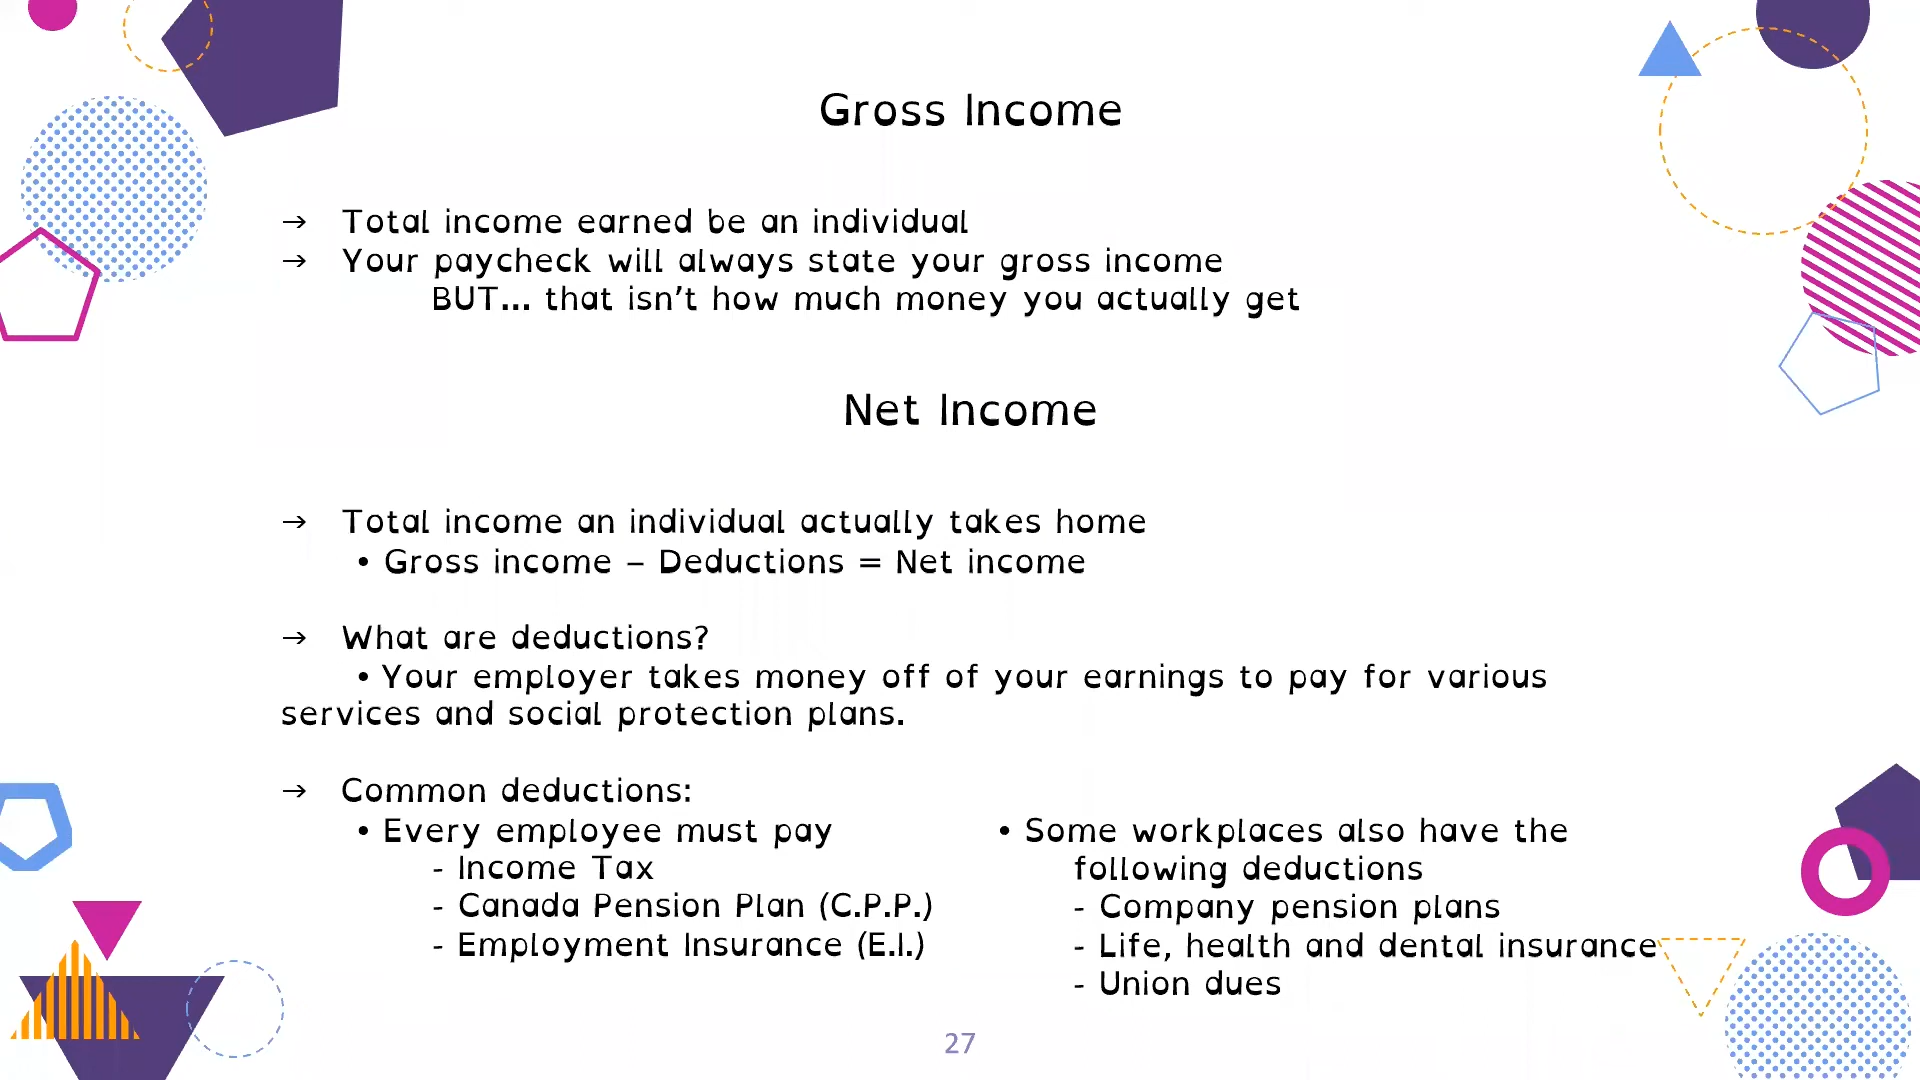 Gross Income
→ Total income earned be an individual
→ Your paycheck will always state your gross income
BUT... that isn't how much money you actually get
Net Income
→ Total income an individual actually takes home
• Gross income – Deductions = Net income
→ What are deductions?
• Your employer takes money off of your earnings to pay for various
services and social protection plans.
→ Common deductions:
• Every employee must pay
- Income Tax
- Canada Pension Plan (C.P.P.)
- Employment Insurance (E.I.)
• Some workplaces also have the
following deductions
- Company pension plans
- Life, health and dental insurance
- Union dues
27